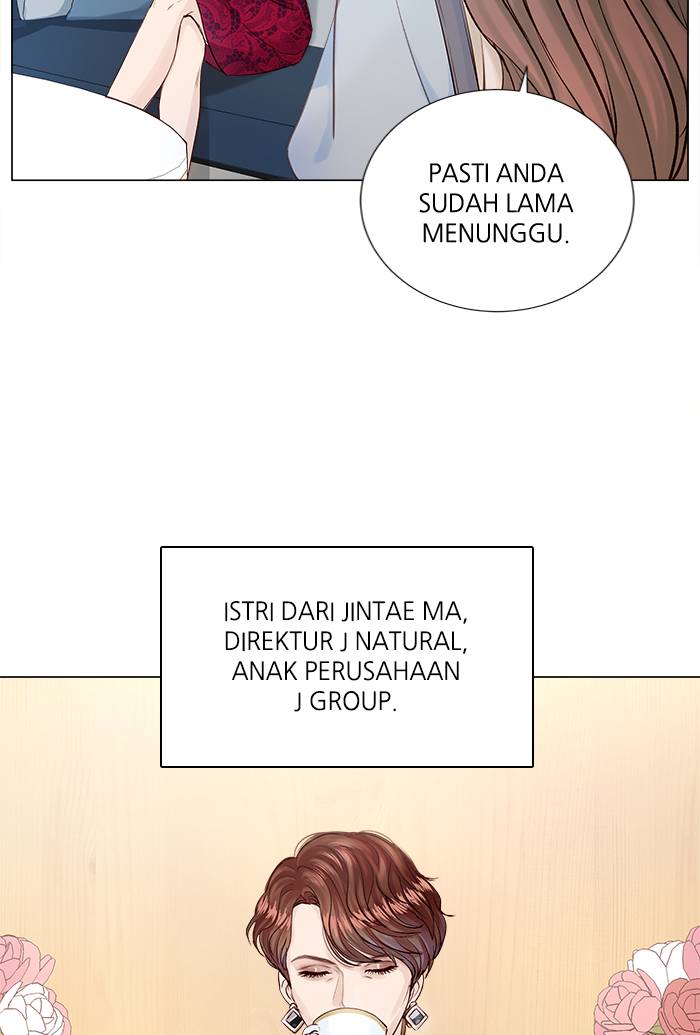 PASTI ANDA
SUDAH LAMA
MENUNGGU.
ISTRI DARI JINTAE MA,
DIREKTUR J NATURAL,
ANAK PERUSAHAAN
J GROUP.